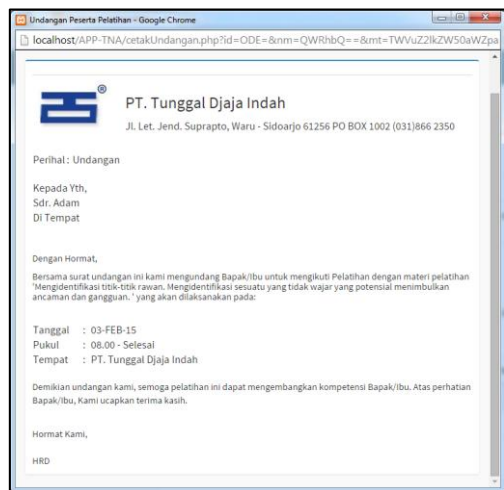 Undangan Peserta Pelatihan - Google Chrome
localhost/APP-TNA/cetakUndangan.php?id=ODE=&nm=QWRhbQ==&mt=TWVuZ2lkZW50aWZpa
®
PT. Tunggal Djaja Indah
Jl. Let. Jend. Suprapto, Waru - Sidoarjo 61256 PO BOX 1002 (031)866 2350
Perihal : Undangan
Kepada Yth,
Sdr. Adam
Di Tempat
Dengan Hormat,
Bersama surat undangan ini kami mengundang Bapak/Ibu untuk mengikuti Pelatihan dengan materi pelatihan
'Mengidentifikasi titik-titik rawan. Mengidentifikasi sesuatu yang tidak wajar yang potensial menimbulkan
ancaman dan gangguan. ' yang akan dilaksanakan pada:
Tanggal : 03-FEB-15
Pukul : 08.00 - Selesai
Tempat : PT. Tunggal Djaja Indah
Demikian undangan kami, semoga pelatihan ini dapat mengembangkan kompetensi Bapak/Ibu. Atas perhatian
Bapak/Ibu, Kami ucapkan terima kasih.
Hormat Kami,
HRD